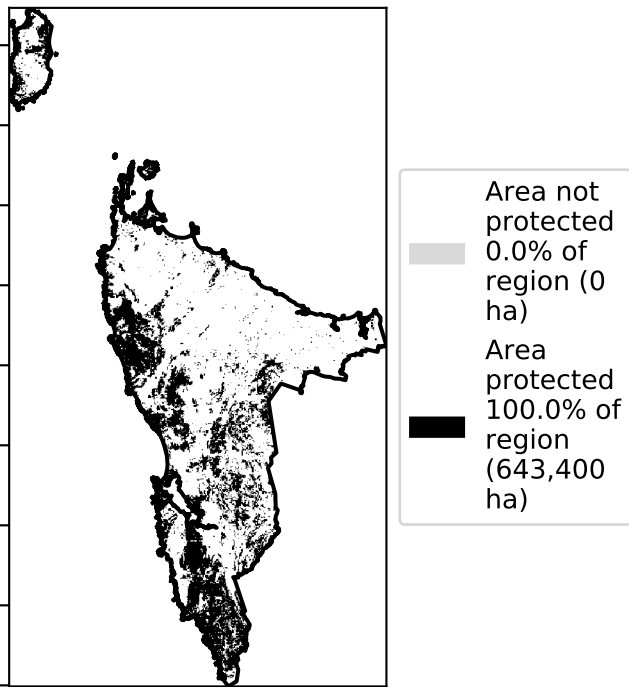 Area not
protected
0.0% of
region (0
ha)
Area
protected
100.0% of
region
(643,400
ha)